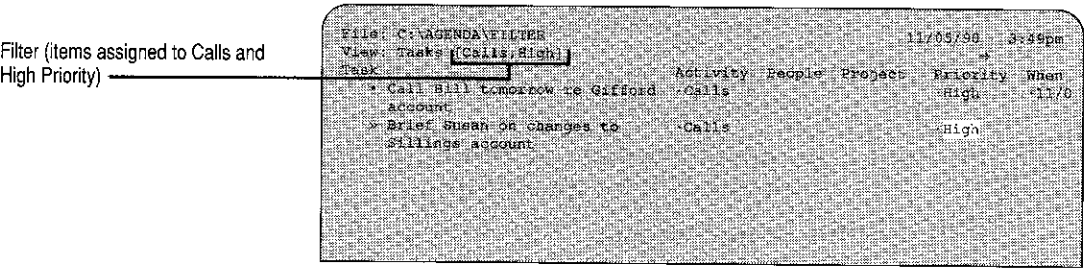 Filter (items assigned to Calls and
High Priority)
File: C:\AGENDA\FILTER 11/05/90 3:49pm
View: Tasks [Calls,High]
Task Activity People Project Priority When
• Call Bill tomorrow re Gifford ·Calls ·High ·11/0
account
» Brief Susan on changes to ·Calls ·High
Sillings account